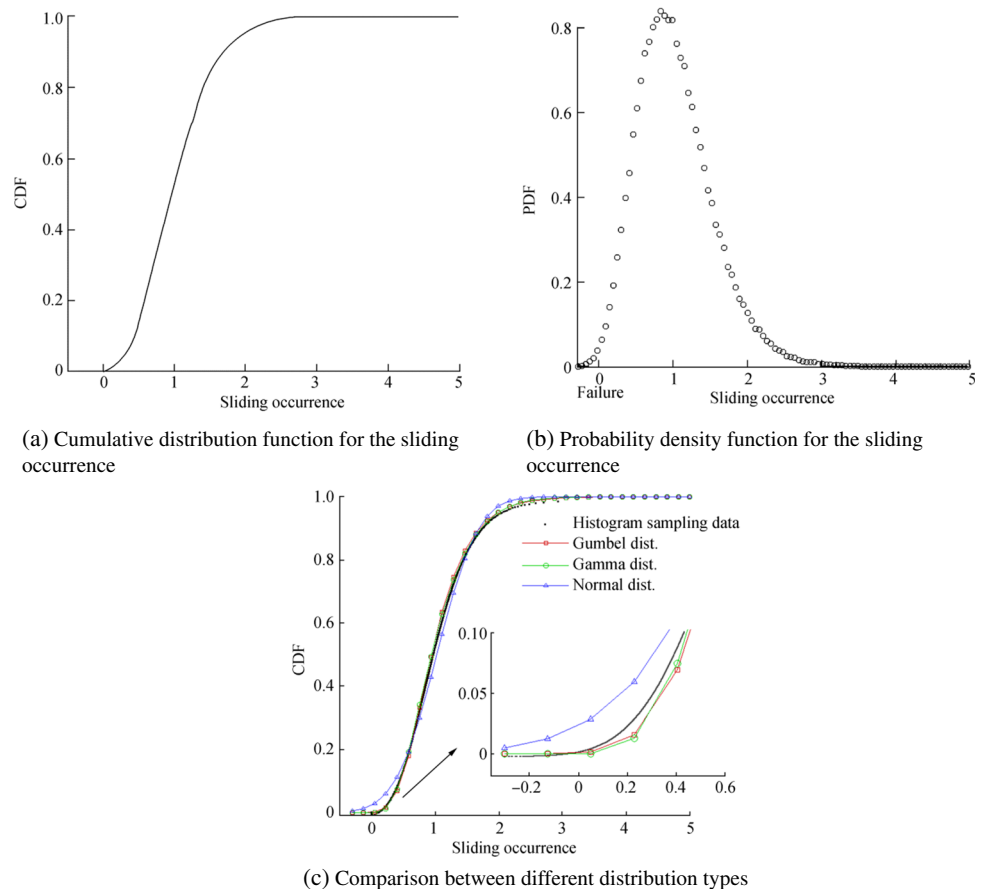 1.0
0.8
0.6
0.4
0.2
0
CDF
0 1 2 3 4 5
Sliding occurrence
(a) Cumulative distribution function for the sliding
occurrence
0.8
0.6
0.4
0.2
0
PDF
0 1 2 3 4 5
Failure
Sliding occurrence
(b) Probability density function for the sliding
occurrence
1.0
0.8
0.6
0.4
0.2
0
CDF
Histogram sampling data
Gumbel dist.
Gamma dist.
Normal dist.
0.10
0.05
0
−0.2 0 0.2 0.4 0.6
0 1 2 3 4 5
Sliding occurrence
(c) Comparison between different distribution types